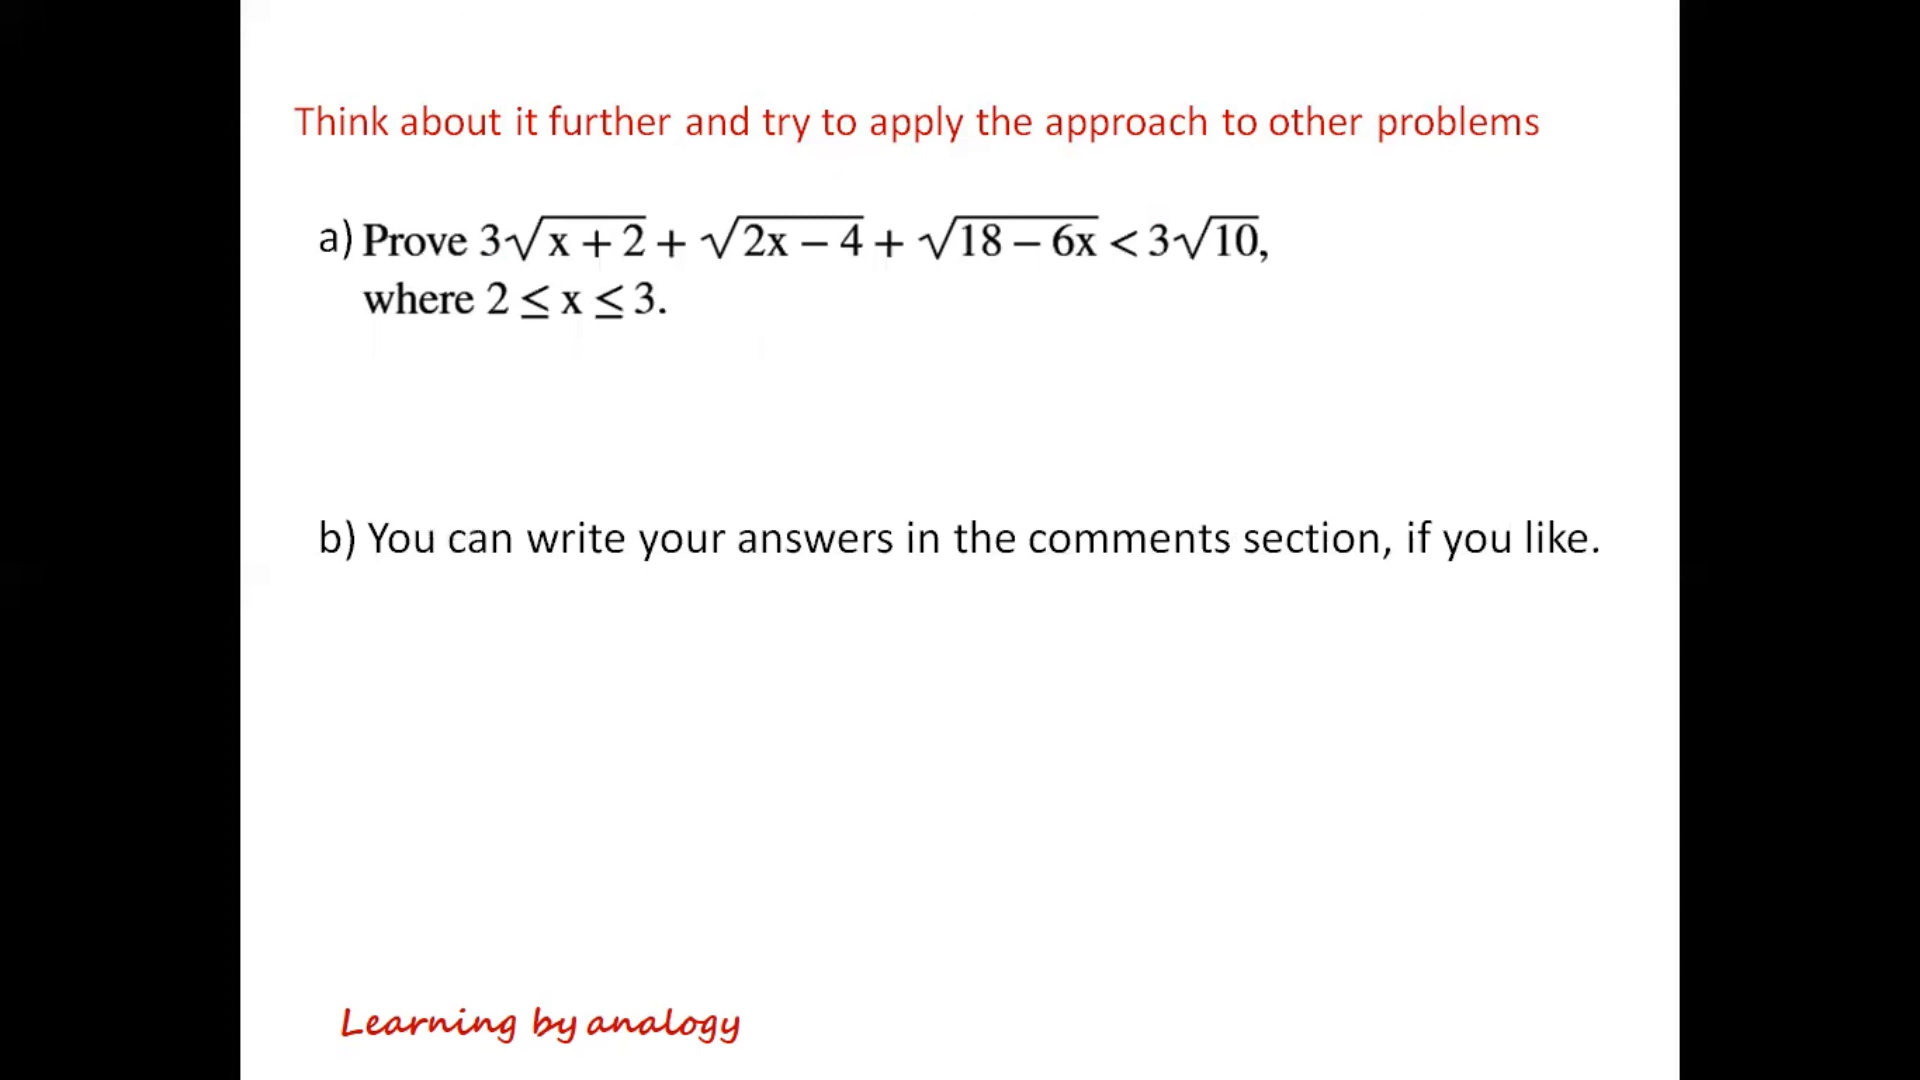 Think about it further and try to apply the approach to other problems
a) Prove 3√x + 2 + √2x – 4 + √18 – 6x < 3√10,
where 2 ≤ x ≤ 3.
b) You can write your answers in the comments section, if you like.
Learning by analogy